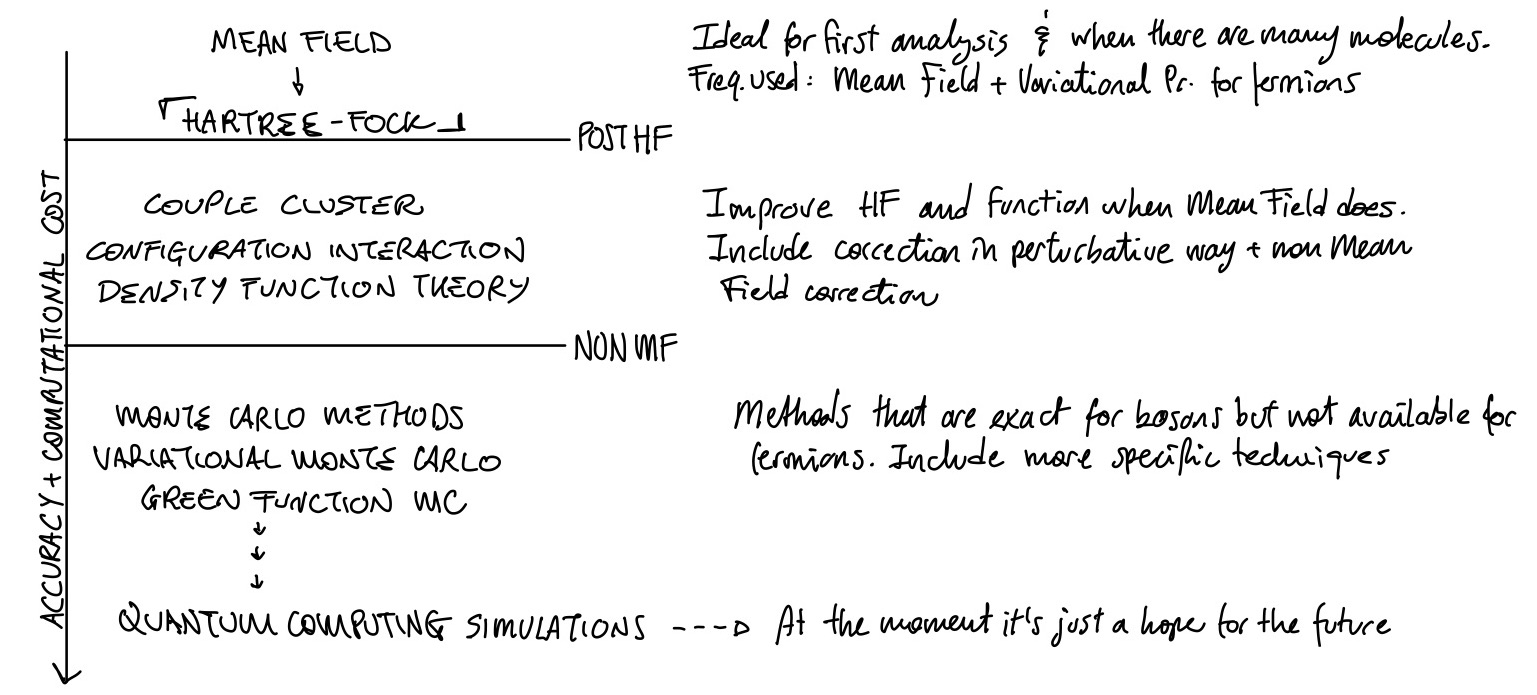 MEAN FIELD
HARTREE-FOCK
POST HF
Ideal for first analysis & when there are many molecules.
Freq. used: Mean Field + Variational Pr. for fermions
COUPLE CLUSTER
CONFIGURATION INTERACTION
DENSITY FUNCTION THEORY
NON MF
Improve HF and function when Mean Field does.
Include correction in perturbative way + non Mean
Field correction
MONTE CARLO METHODS
VARIATIONAL MONTE CARLO
GREEN FUNCTION MC
Methods that are exact for bosons but not available for
fermions. Include more specific techniques
QUANTUM COMPUTING SIMULATIONS ---> At the moment it's just a hope for the future
ACCURACY + COMPUTATIONAL COST